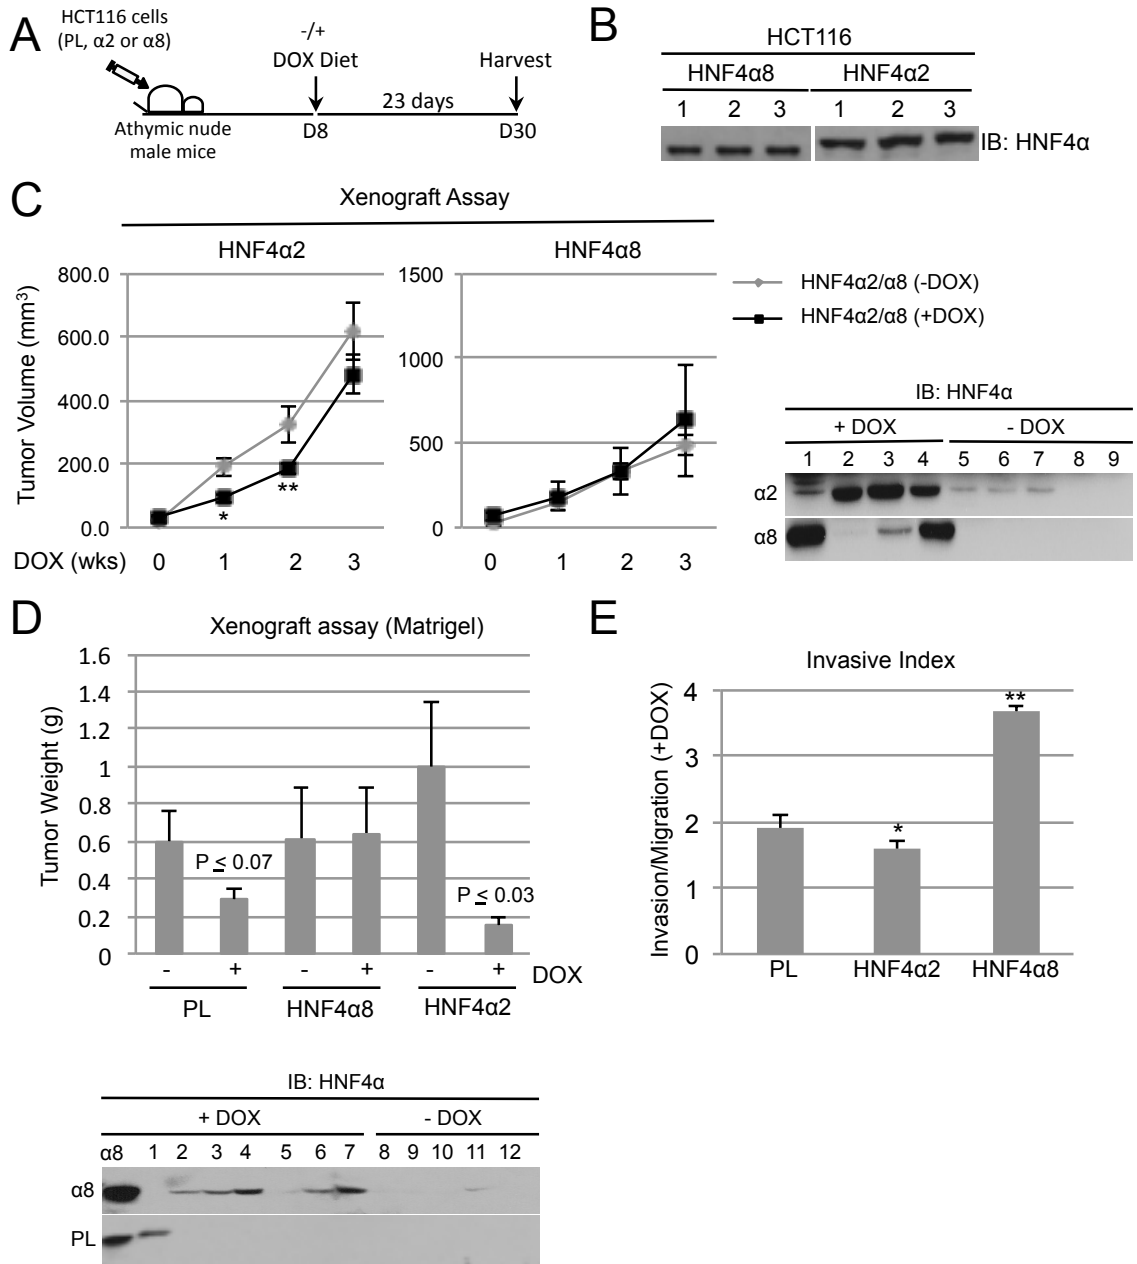 A
HCT116 cells
(PL, α2 or α8)
-/+
DOX Diet
Harvest
23 days
Athymic nude
male mice
D8
D30
B
HCT116
HNF4α8
HNF4α2
1 2 3 1 2 3
IB: HNF4α
C
Xenograft Assay
HNF4α2
HNF4α8
Tumor Volume (mm³)
800.0
600.0
400.0
200.0
0.0
*
**
1500
1000
500
0
DOX (wks) 0 1 2 3 0 1 2 3
HNF4α2/α8 (-DOX)
HNF4α2/α8 (+DOX)
IB: HNF4α
+ DOX - DOX
1 2 3 4 5 6 7 8 9
α2
α8
D
Xenograft assay (Matrigel)
Tumor Weight (g)
1.6
1.4
1.2
1
0.8
0.6
0.4
0.2
0
P ≤ 0.07
P ≤ 0.03
- + - + - + DOX
PL HNF4α8 HNF4α2
E
Invasive Index
Invasion/Migration (+DOX)
4
3
2
1
0
*
**
PL HNF4α2 HNF4α8
IB: HNF4α
+ DOX - DOX
α8 1 2 3 4 5 6 7 8 9 10 11 12
α8
PL